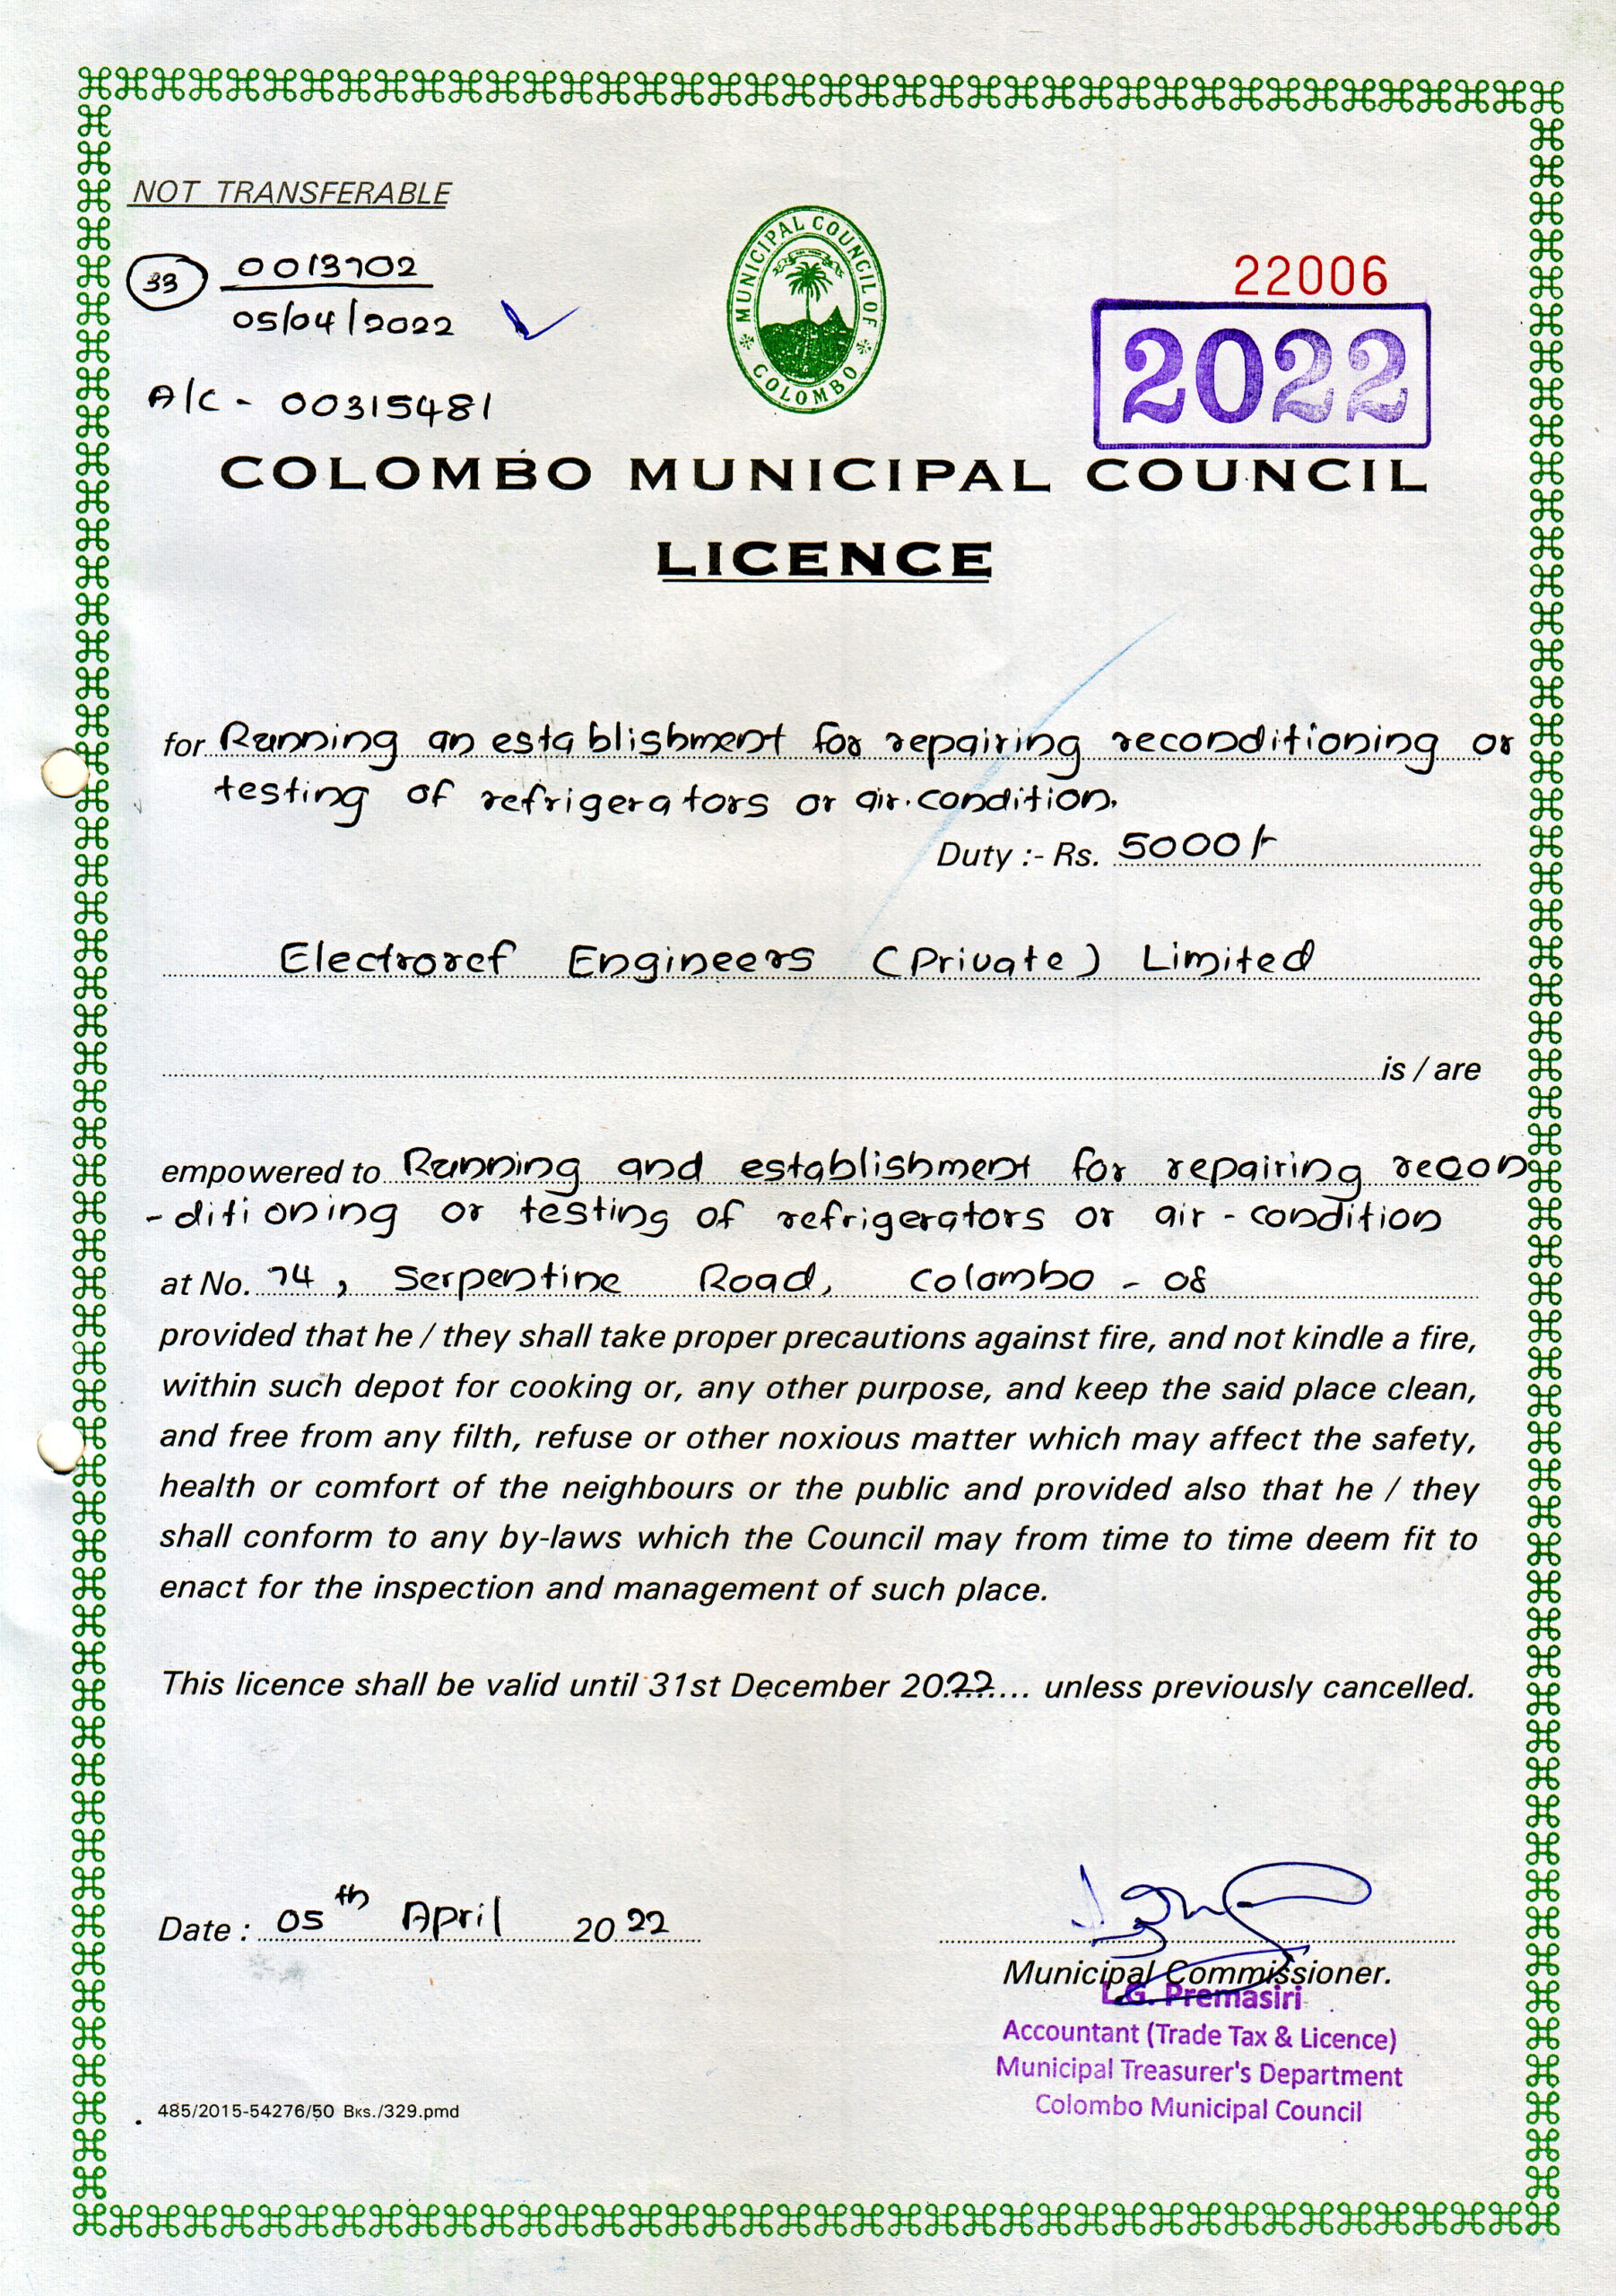 NOT TRANSFERABLE
33 0013702
05/04/2022
A/C - 00315481
MUNICIPAL COUNCIL OF COLOMBO
22006
2022
COLOMBO MUNICIPAL COUNCIL
LICENCE
for Running an establishment for repairing reconditioning or
testing of refrigerators or air.condition.
Duty :- Rs. 5000/-
Electroref Engineers (Private) Limited
is / are
empowered to Running and establishment for repairing recon
-ditioning or testing of refrigerators or air - condition
at No. 74, Serpentine Road, Colombo - 08
provided that he / they shall take proper precautions against fire, and not kindle a fire,
within such depot for cooking or, any other purpose, and keep the said place clean,
and free from any filth, refuse or other noxious matter which may affect the safety,
health or comfort of the neighbours or the public and provided also that he / they
shall conform to any by-laws which the Council may from time to time deem fit to
enact for the inspection and management of such place.
This licence shall be valid until 31st December 2022.... unless previously cancelled.
Date : 05th April 2022
Municipal Commissioner.
L.G. Premasiri
Accountant (Trade Tax & Licence)
Municipal Treasurer's Department
Colombo Municipal Council
485/2015-54276/50 Bks./329.pmd